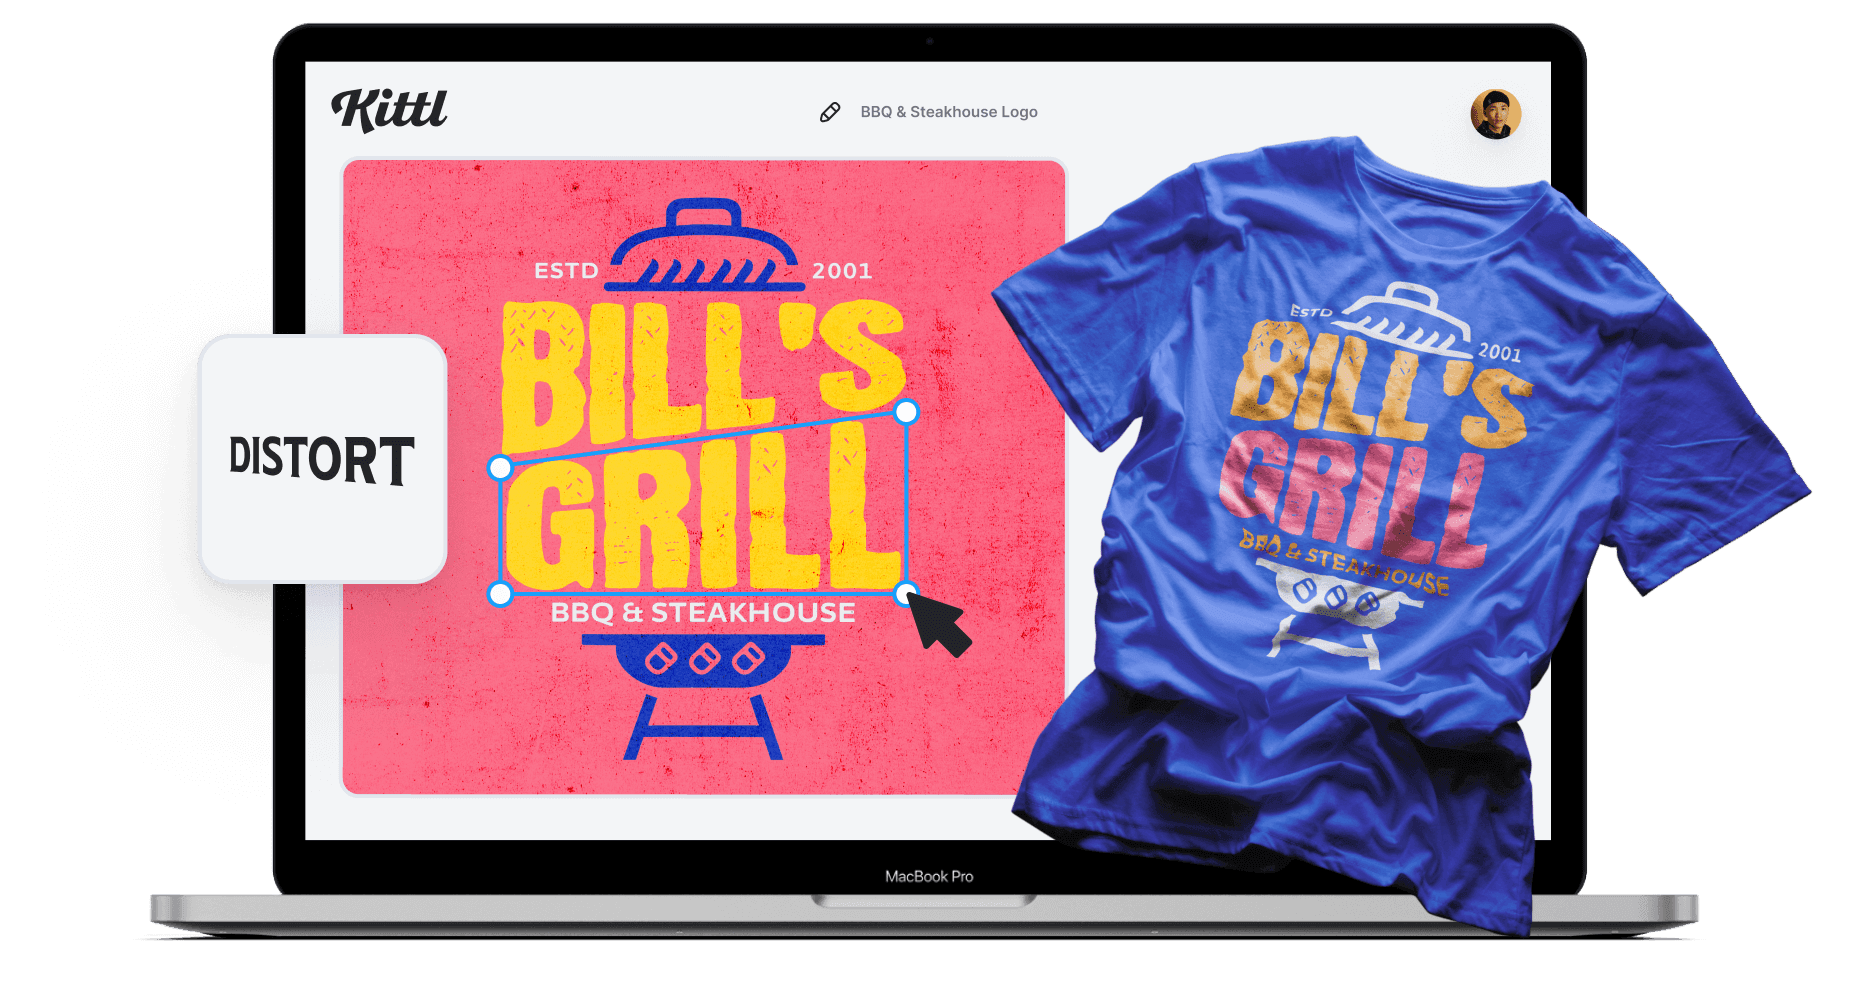 Kittl
BBQ & Steakhouse Logo
ESTD 2001
BILL'S
GRILL
BBQ & STEAKHOUSE
DISTORT
ESTD
2001
BILL'S
GRILL
BBQ & STEAKHOUSE
MacBook Pro